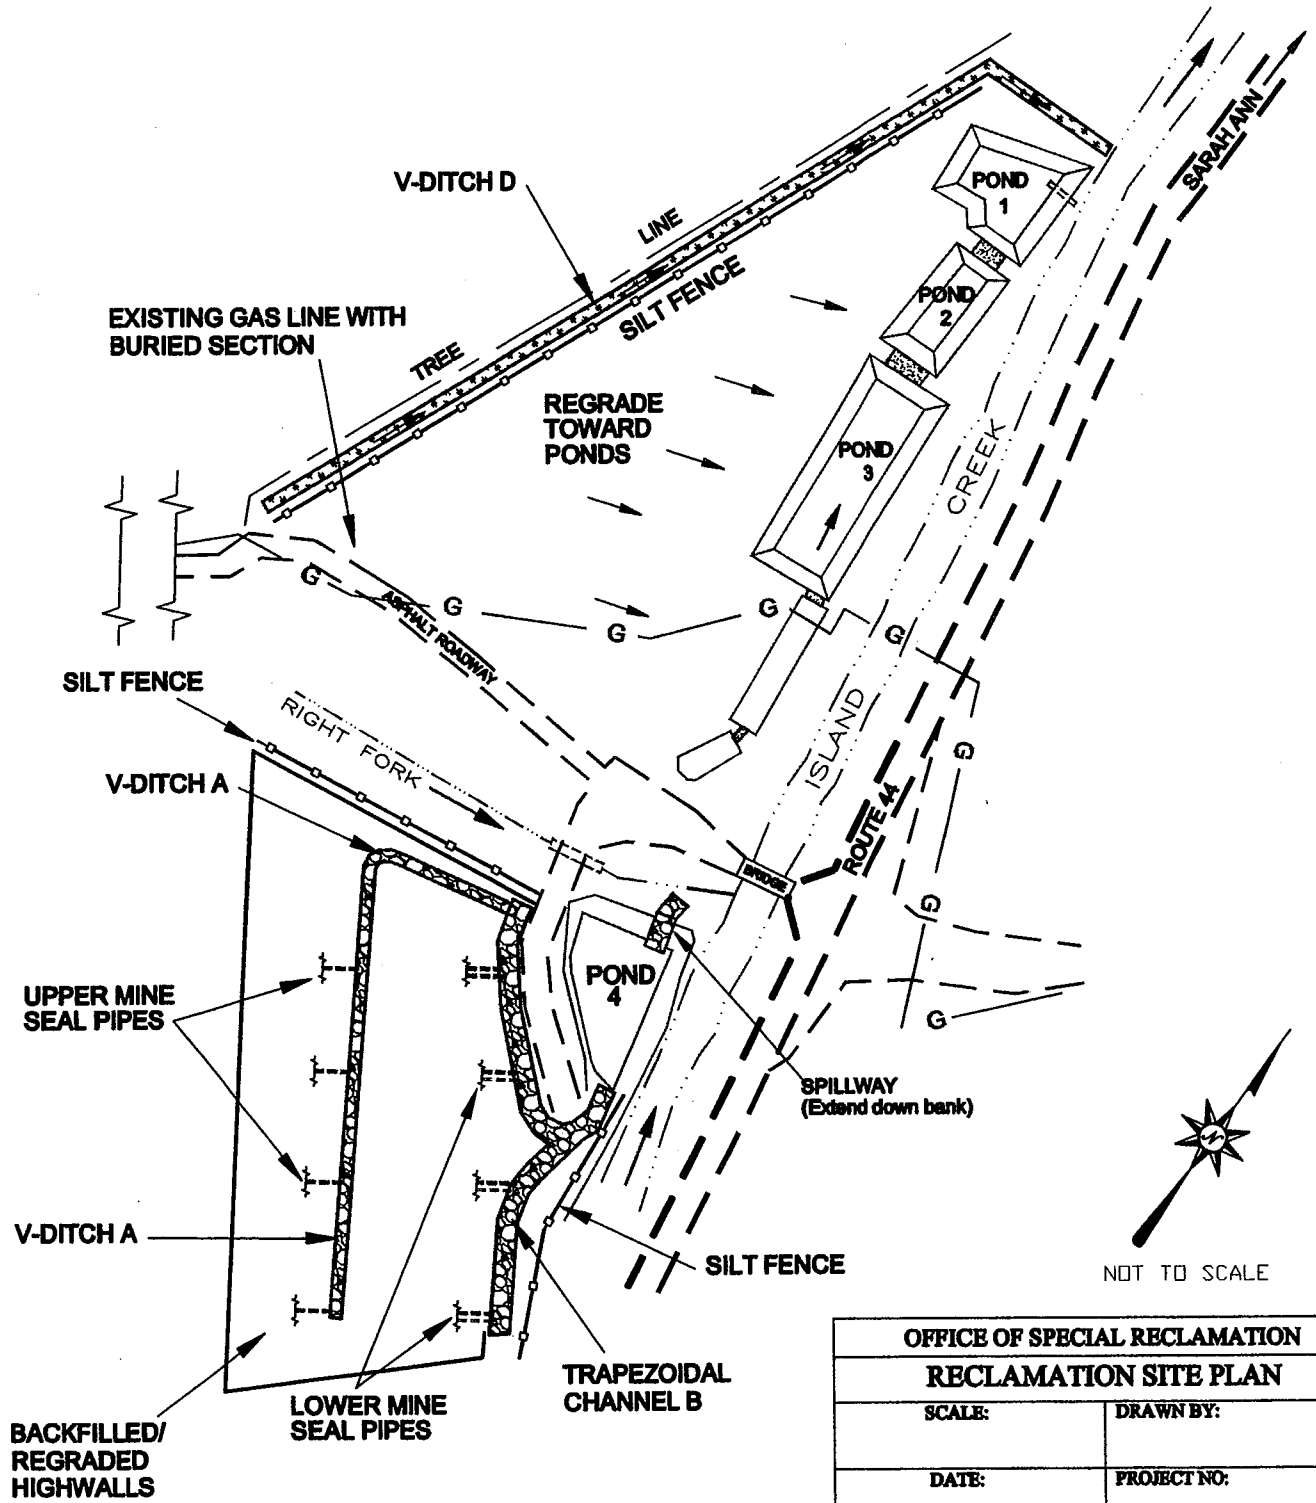 SARAH ANN
V-DITCH D
POND
1
LINE
SILT FENCE
POND
2
EXISTING GAS LINE WITH
BURIED SECTION
TREE
REGRADE
TOWARD
PONDS
POND
3
CREEK
G
G
G
G
G
ASPHALT ROADWAY
SILT FENCE
RIGHT FORK
ISLAND
G
V-DITCH A
ROUTE 44
BRIDGE
G
UPPER MINE
SEAL PIPES
POND
4
G
SPILLWAY
(Extend down bank)
N
V-DITCH A
SILT FENCE
NOT TO SCALE
TRAPEZOIDAL
CHANNEL B
LOWER MINE
SEAL PIPES
BACKFILLED/
REGRADED
HIGHWALLS
OFFICE OF SPECIAL RECLAMATION
RECLAMATION SITE PLAN
SCALE:
DRAWN BY:
DATE:
PROJECT NO: